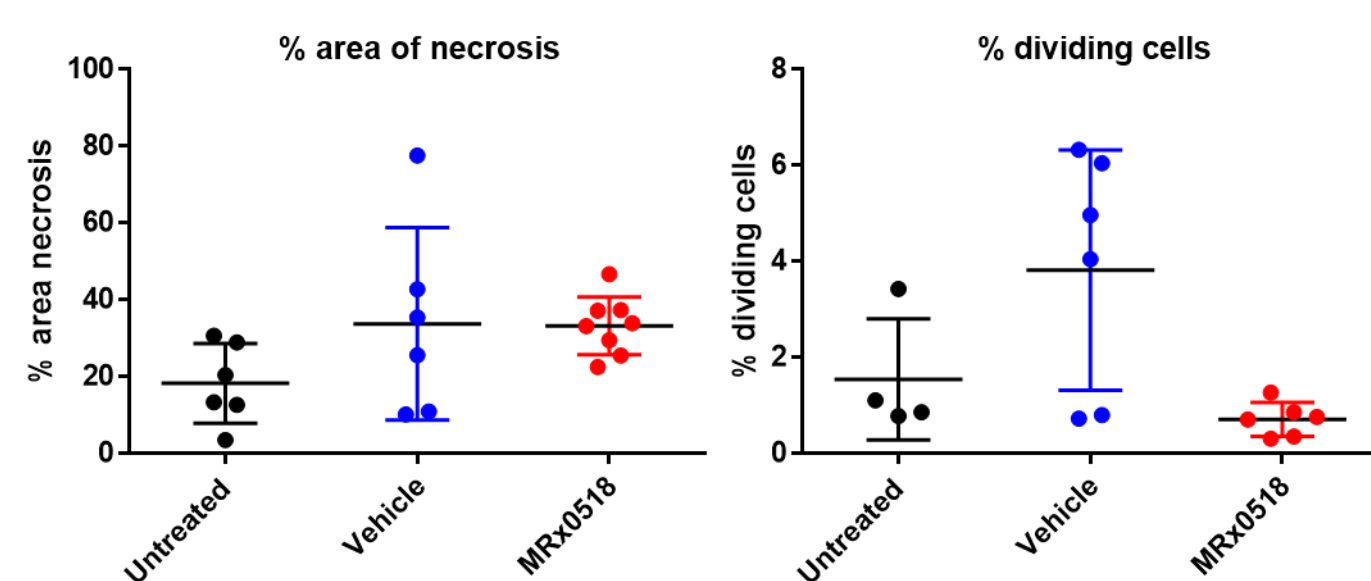 % area of necrosis
% area necrosis
100
80
60
40
20
0
Untreated
Vehicle
MRx0518
% dividing cells
% dividing cells
8
6
4
2
0
Untreated
Vehicle
MRx0518